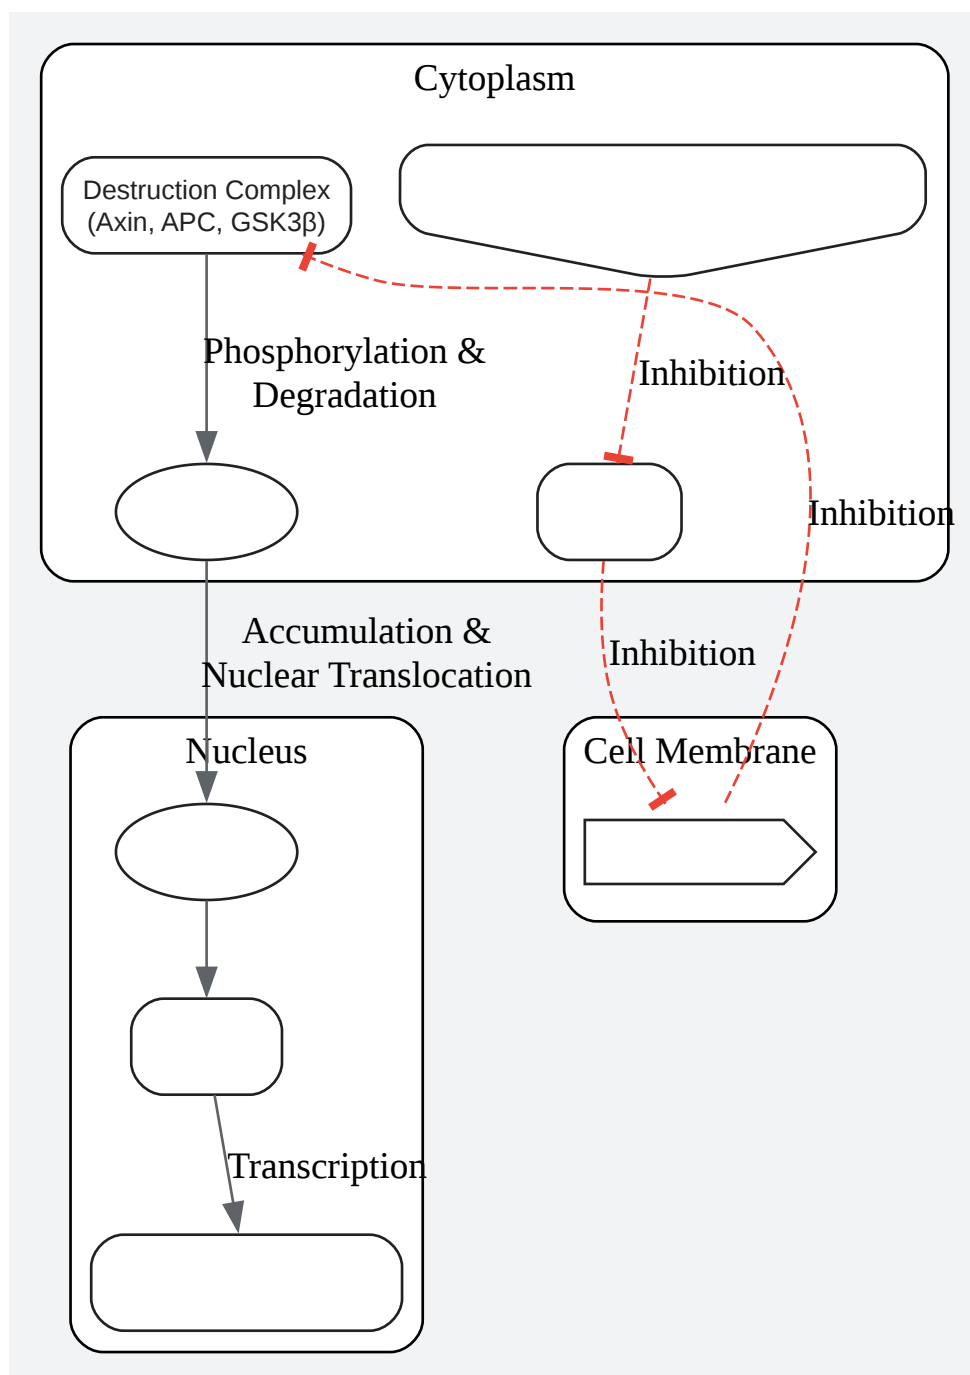 Cytoplasm
Destruction Complex
(Axin, APC, GSK3β)
Phosphorylation &
Degradation
Inhibition
Inhibition
Accumulation &
Nuclear Translocation
Inhibition
Nucleus
Cell Membrane
Transcription